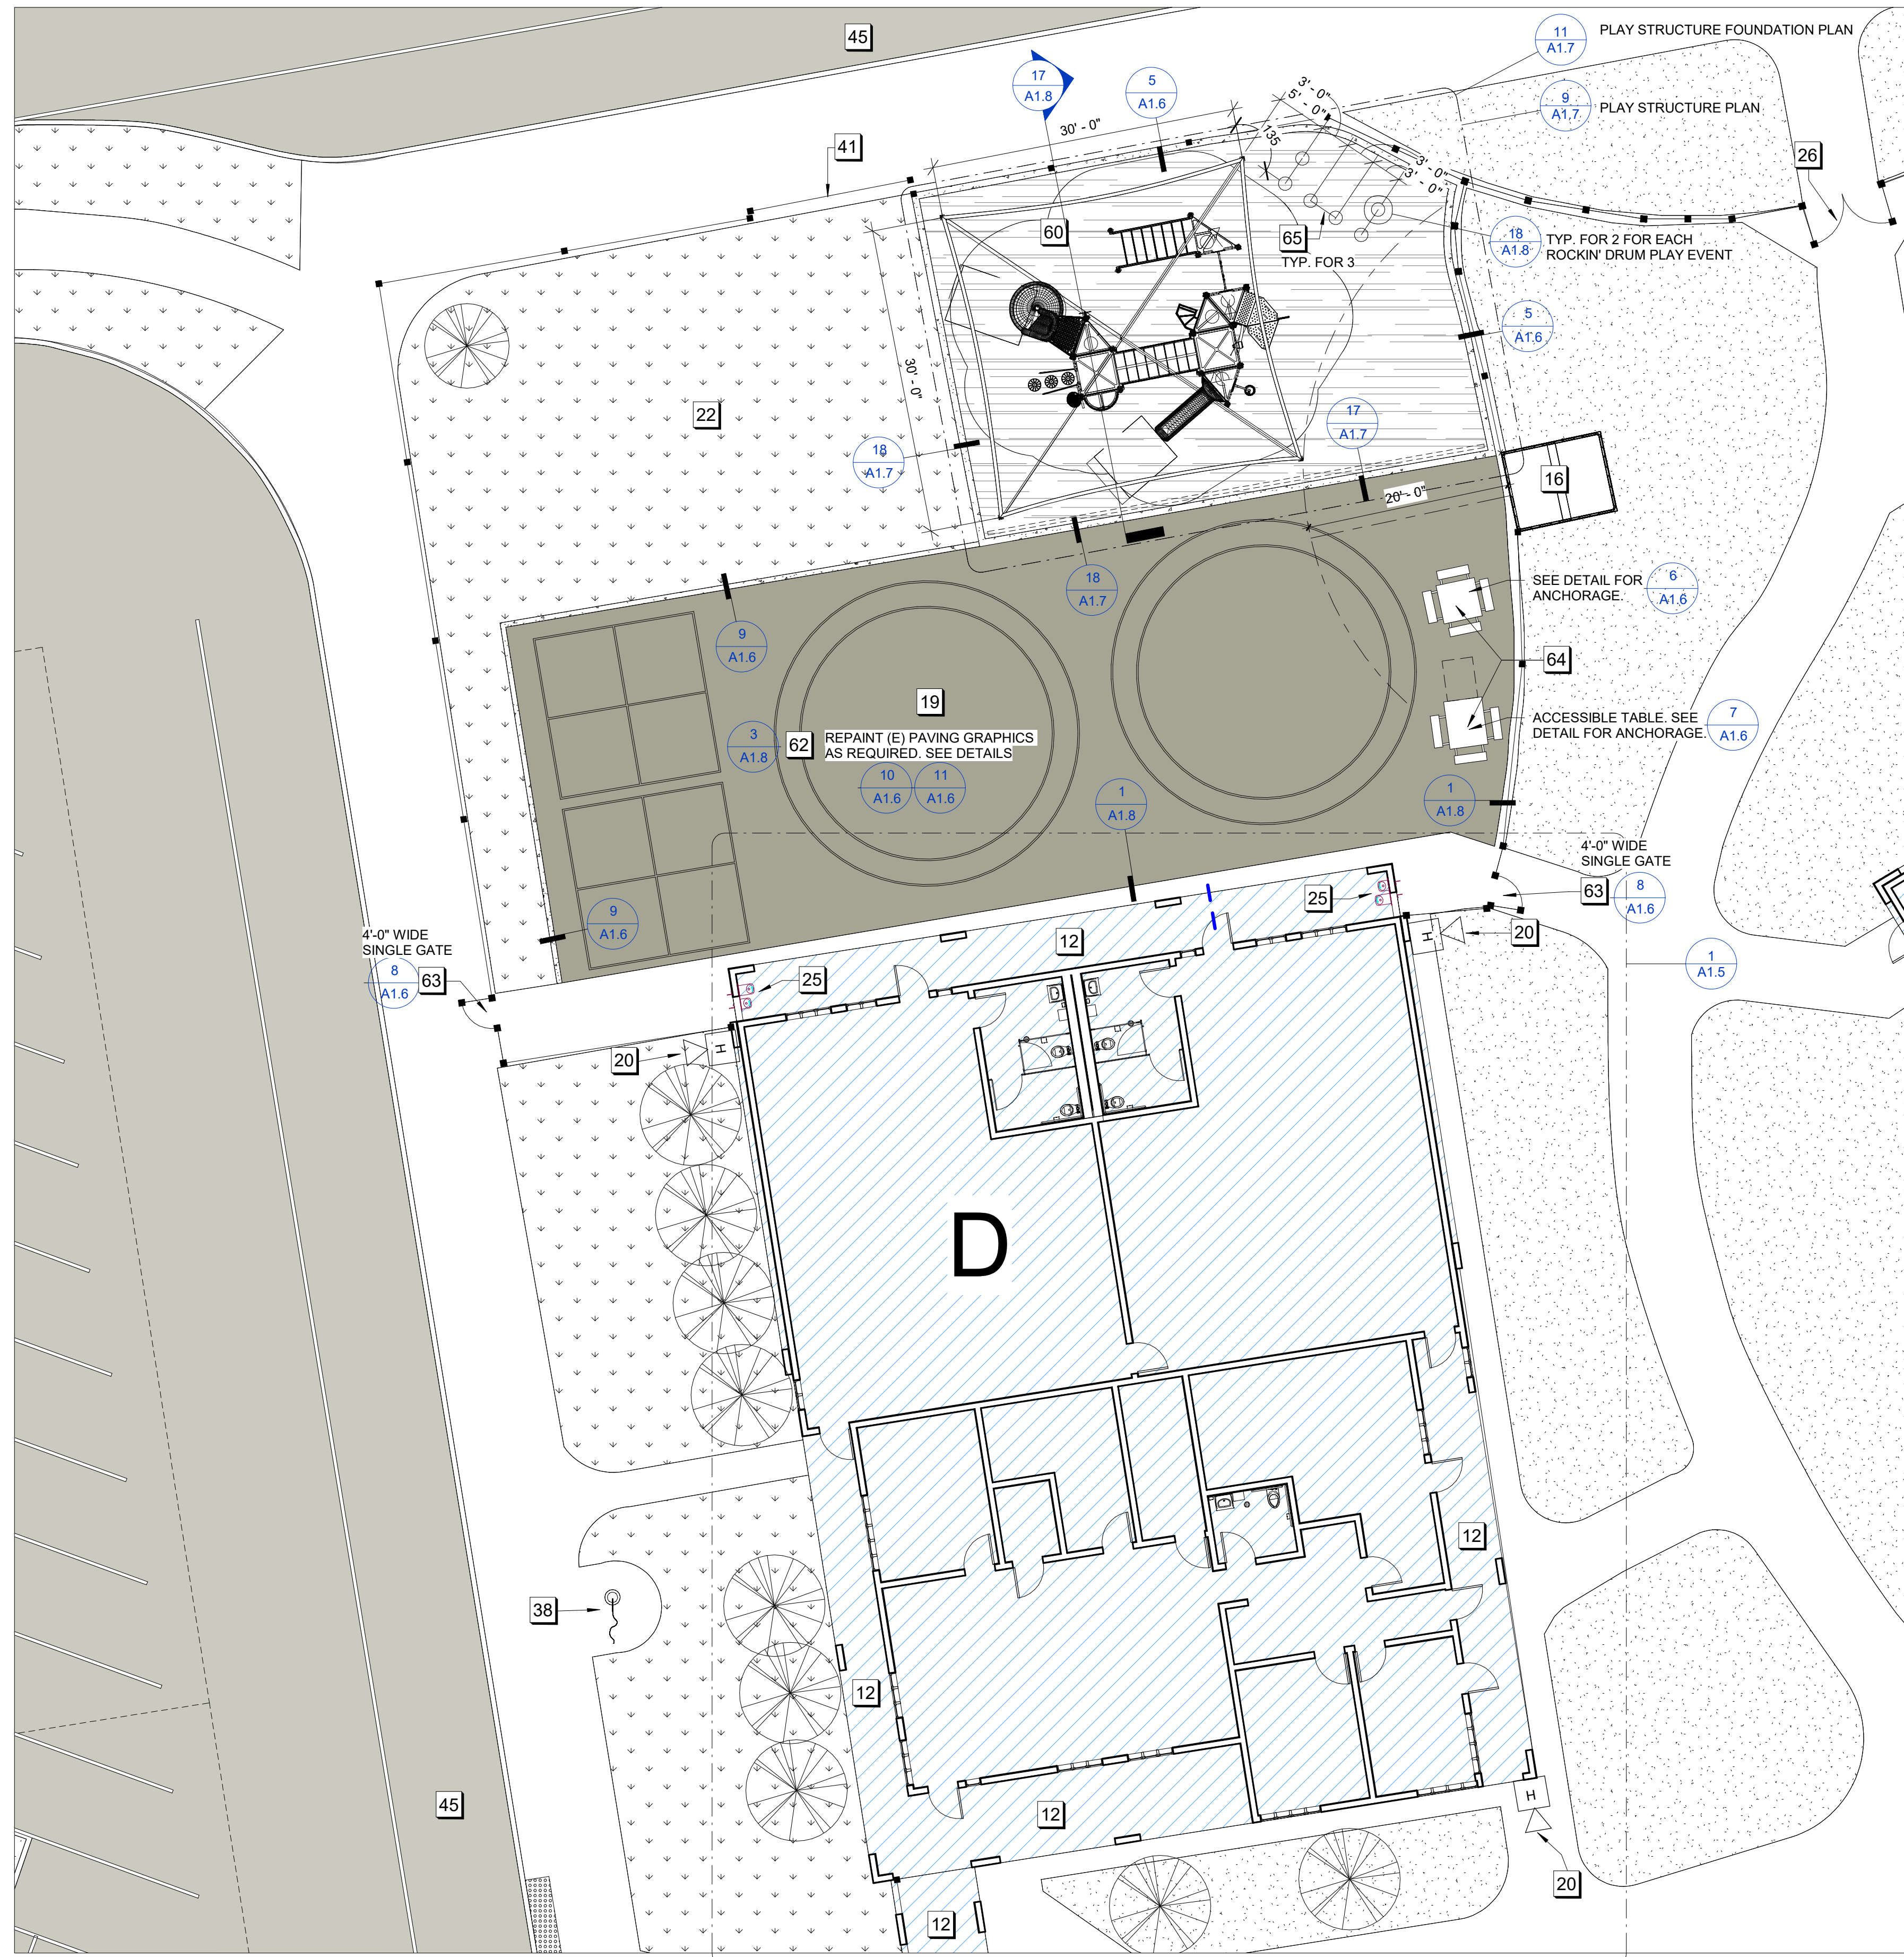 45
11
A1.7
PLAY STRUCTURE FOUNDATION PLAN
17
A1.8
5
A1.6
9
A1.7
PLAY STRUCTURE PLAN
3' - 0"
5' - 0"
30' - 0"
135
41
26
3' - 0"
3' - 0"
60
65
TYP. FOR 3
18
A1.8
TYP. FOR 2 FOR EACH
ROCKIN' DRUM PLAY EVENT
5
A1.6
30' - 0"
22
18
A1.7
17
A1.7
16
20' - 0"
18
A1.7
SEE DETAIL FOR
ANCHORAGE.
6
A1.6
9
A1.6
64
19
3
A1.8
62
REPAINT (E) PAVING GRAPHICS
AS REQUIRED. SEE DETAILS
10
A1.6
11
A1.6
ACCESSIBLE TABLE. SEE
DETAIL FOR ANCHORAGE.
7
A1.6
1
A1.8
1
A1.8
4'-0" WIDE
SINGLE GATE
63
8
A1.6
25
9
A1.6
4'-0" WIDE
SINGLE GATE
8
A1.6
63
12
25
H
20
1
A1.5
20
H
D
12
38
12
45
12
H
20
12